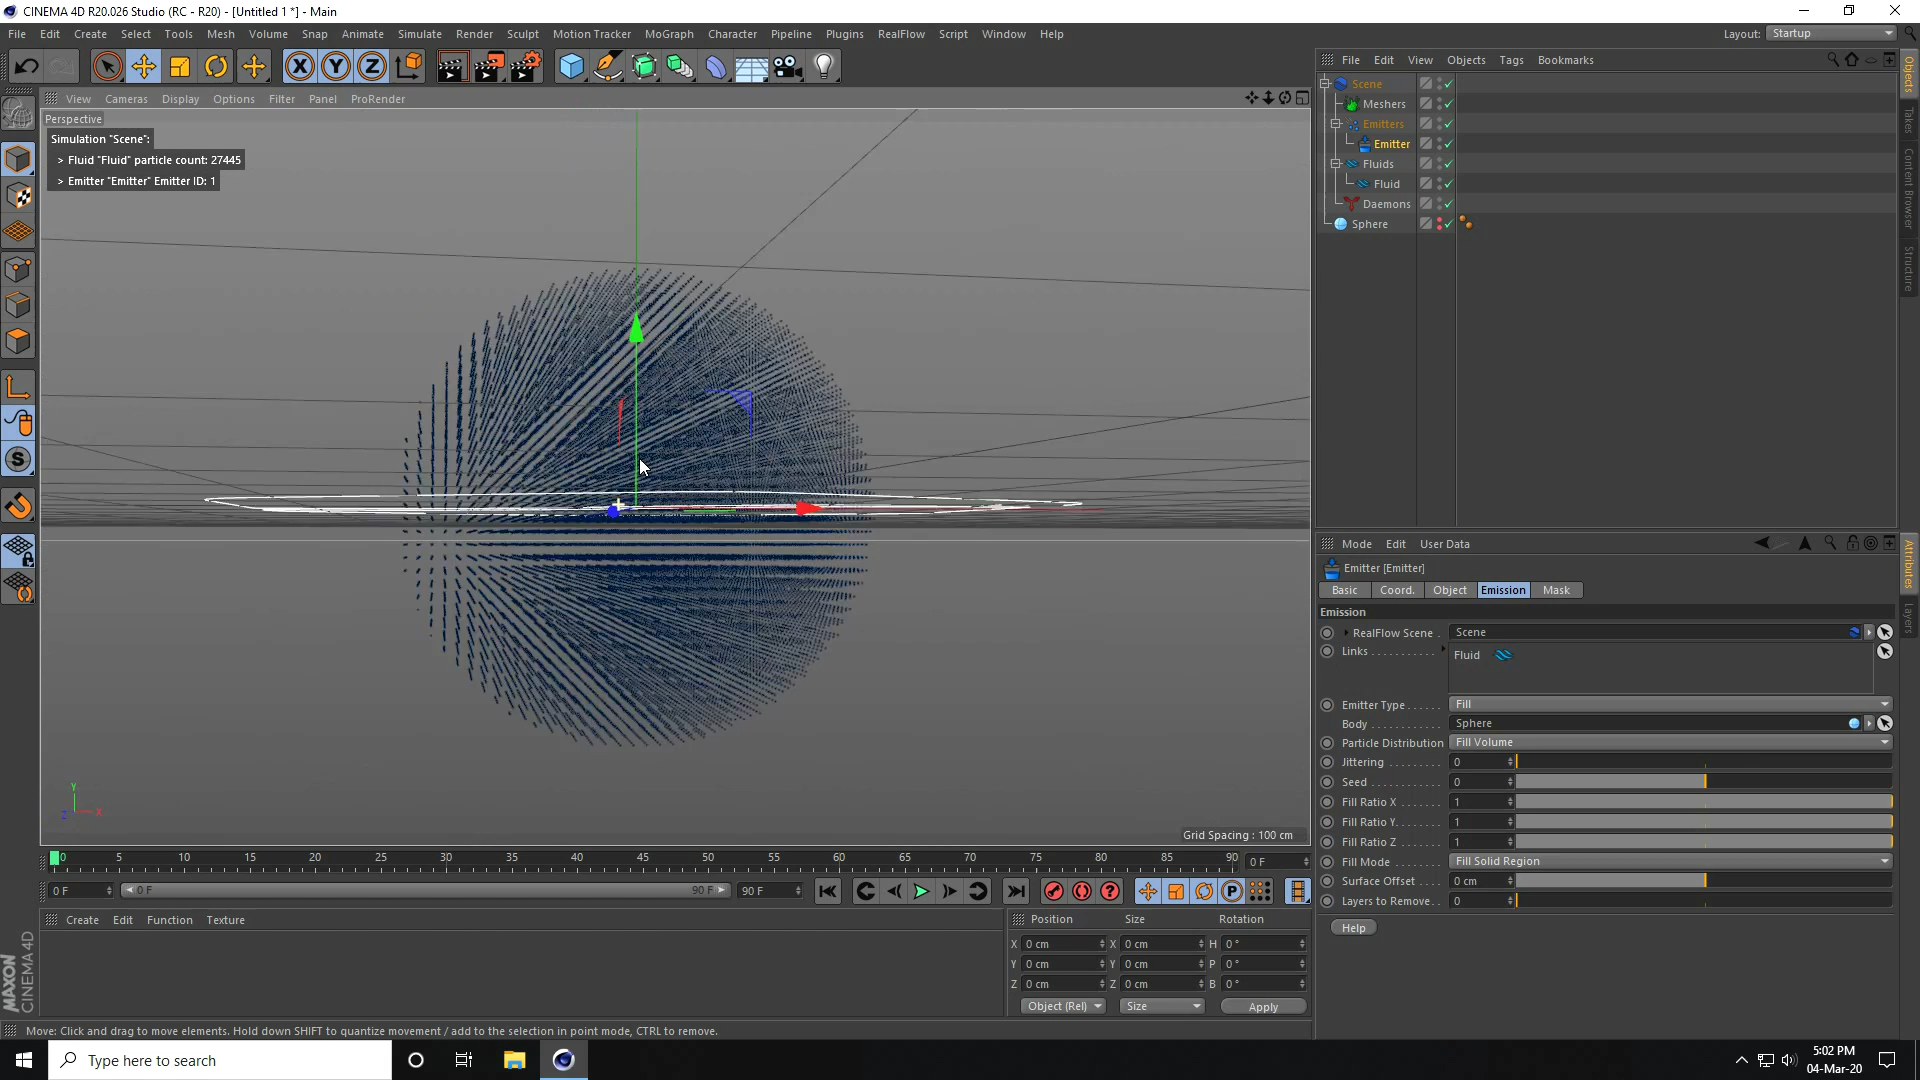 CINEMA 4D R20.026 Studio (RC - R20) - [Untitled 1 *] - Main
File Edit Create Select Tools Mesh Volume Snap Animate Simulate Render Sculpt Motion Tracker MoGraph Character Pipeline Plugins RealFlow Script Window Help
Layout: Startup
X Y Z
File Edit View Objects Tags Bookmarks
View Cameras Display Options Filter Panel ProRender
Perspective
Simulation "Scene":
> Fluid "Fluid" particle count: 27445
> Emitter "Emitter" Emitter ID: 1
Scene
Meshers
Emitters
Emitter
Fluids
Fluid
Daemons
Sphere
Objects
Takes
Content Browser
Structure
Mode Edit User Data
Emitter [Emitter]
Basic Coord. Object Emission Mask
Emission
RealFlow Scene . Scene
Links . . . . . . . . . . Fluid
Emitter Type . . . . . Fill
Body . . . . . . . . . . . Sphere
Particle Distribution Fill Volume
Jittering . . . . . . . . . 0
Seed . . . . . . . . . . . 0
Fill Ratio X . . . . . . . 1
Fill Ratio Y. . . . . . . 1
Fill Ratio Z . . . . . . . 1
Fill Mode . . . . . . . . Fill Solid Region
Surface Offset . . . . 0 cm
Layers to Remove. . 0
Help
Attributes
Layers
Y
Z X
Grid Spacing : 100 cm
0 5 10 15 20 25 30 35 40 45 50 55 60 65 70 75 80 85 90 0 F
0 F 0 F 90 F 90 F
Create Edit Function Texture
Position Size Rotation
X 0 cm X 0 cm H 0 °
Y 0 cm Y 0 cm P 0 °
Z 0 cm Z 0 cm B 0 °
Object (Rel) Size Apply
MAXON
CINEMA 4D
Move: Click and drag to move elements. Hold down SHIFT to quantize movement / add to the selection in point mode, CTRL to remove.
Type here to search
5:02 PM
04-Mar-20